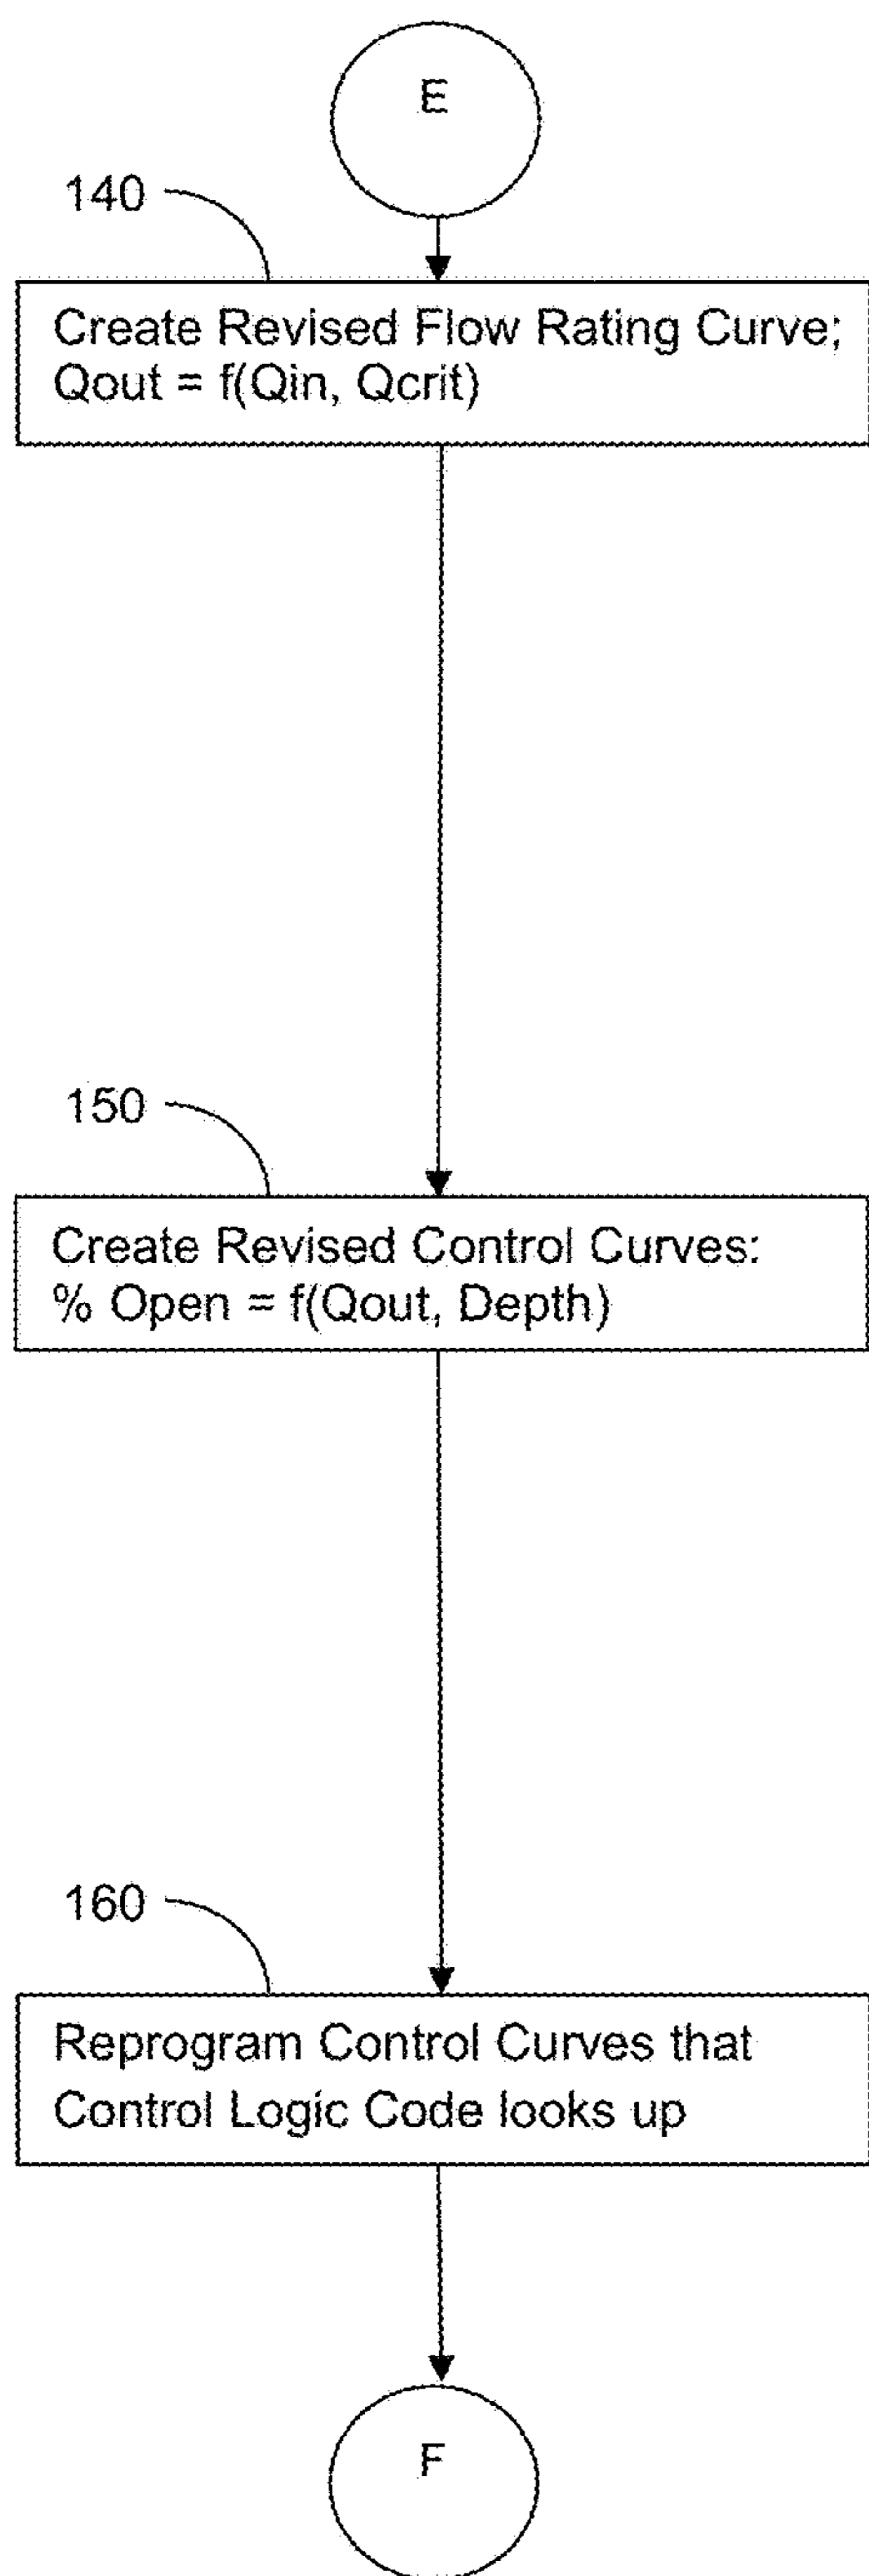 E
140
Create Revised Flow Rating Curve;
Qout = f(Qin, Qcrit)
150
Create Revised Control Curves:
% Open = f(Qout, Depth)
160
Reprogram Control Curves that
Control Logic Code looks up
F